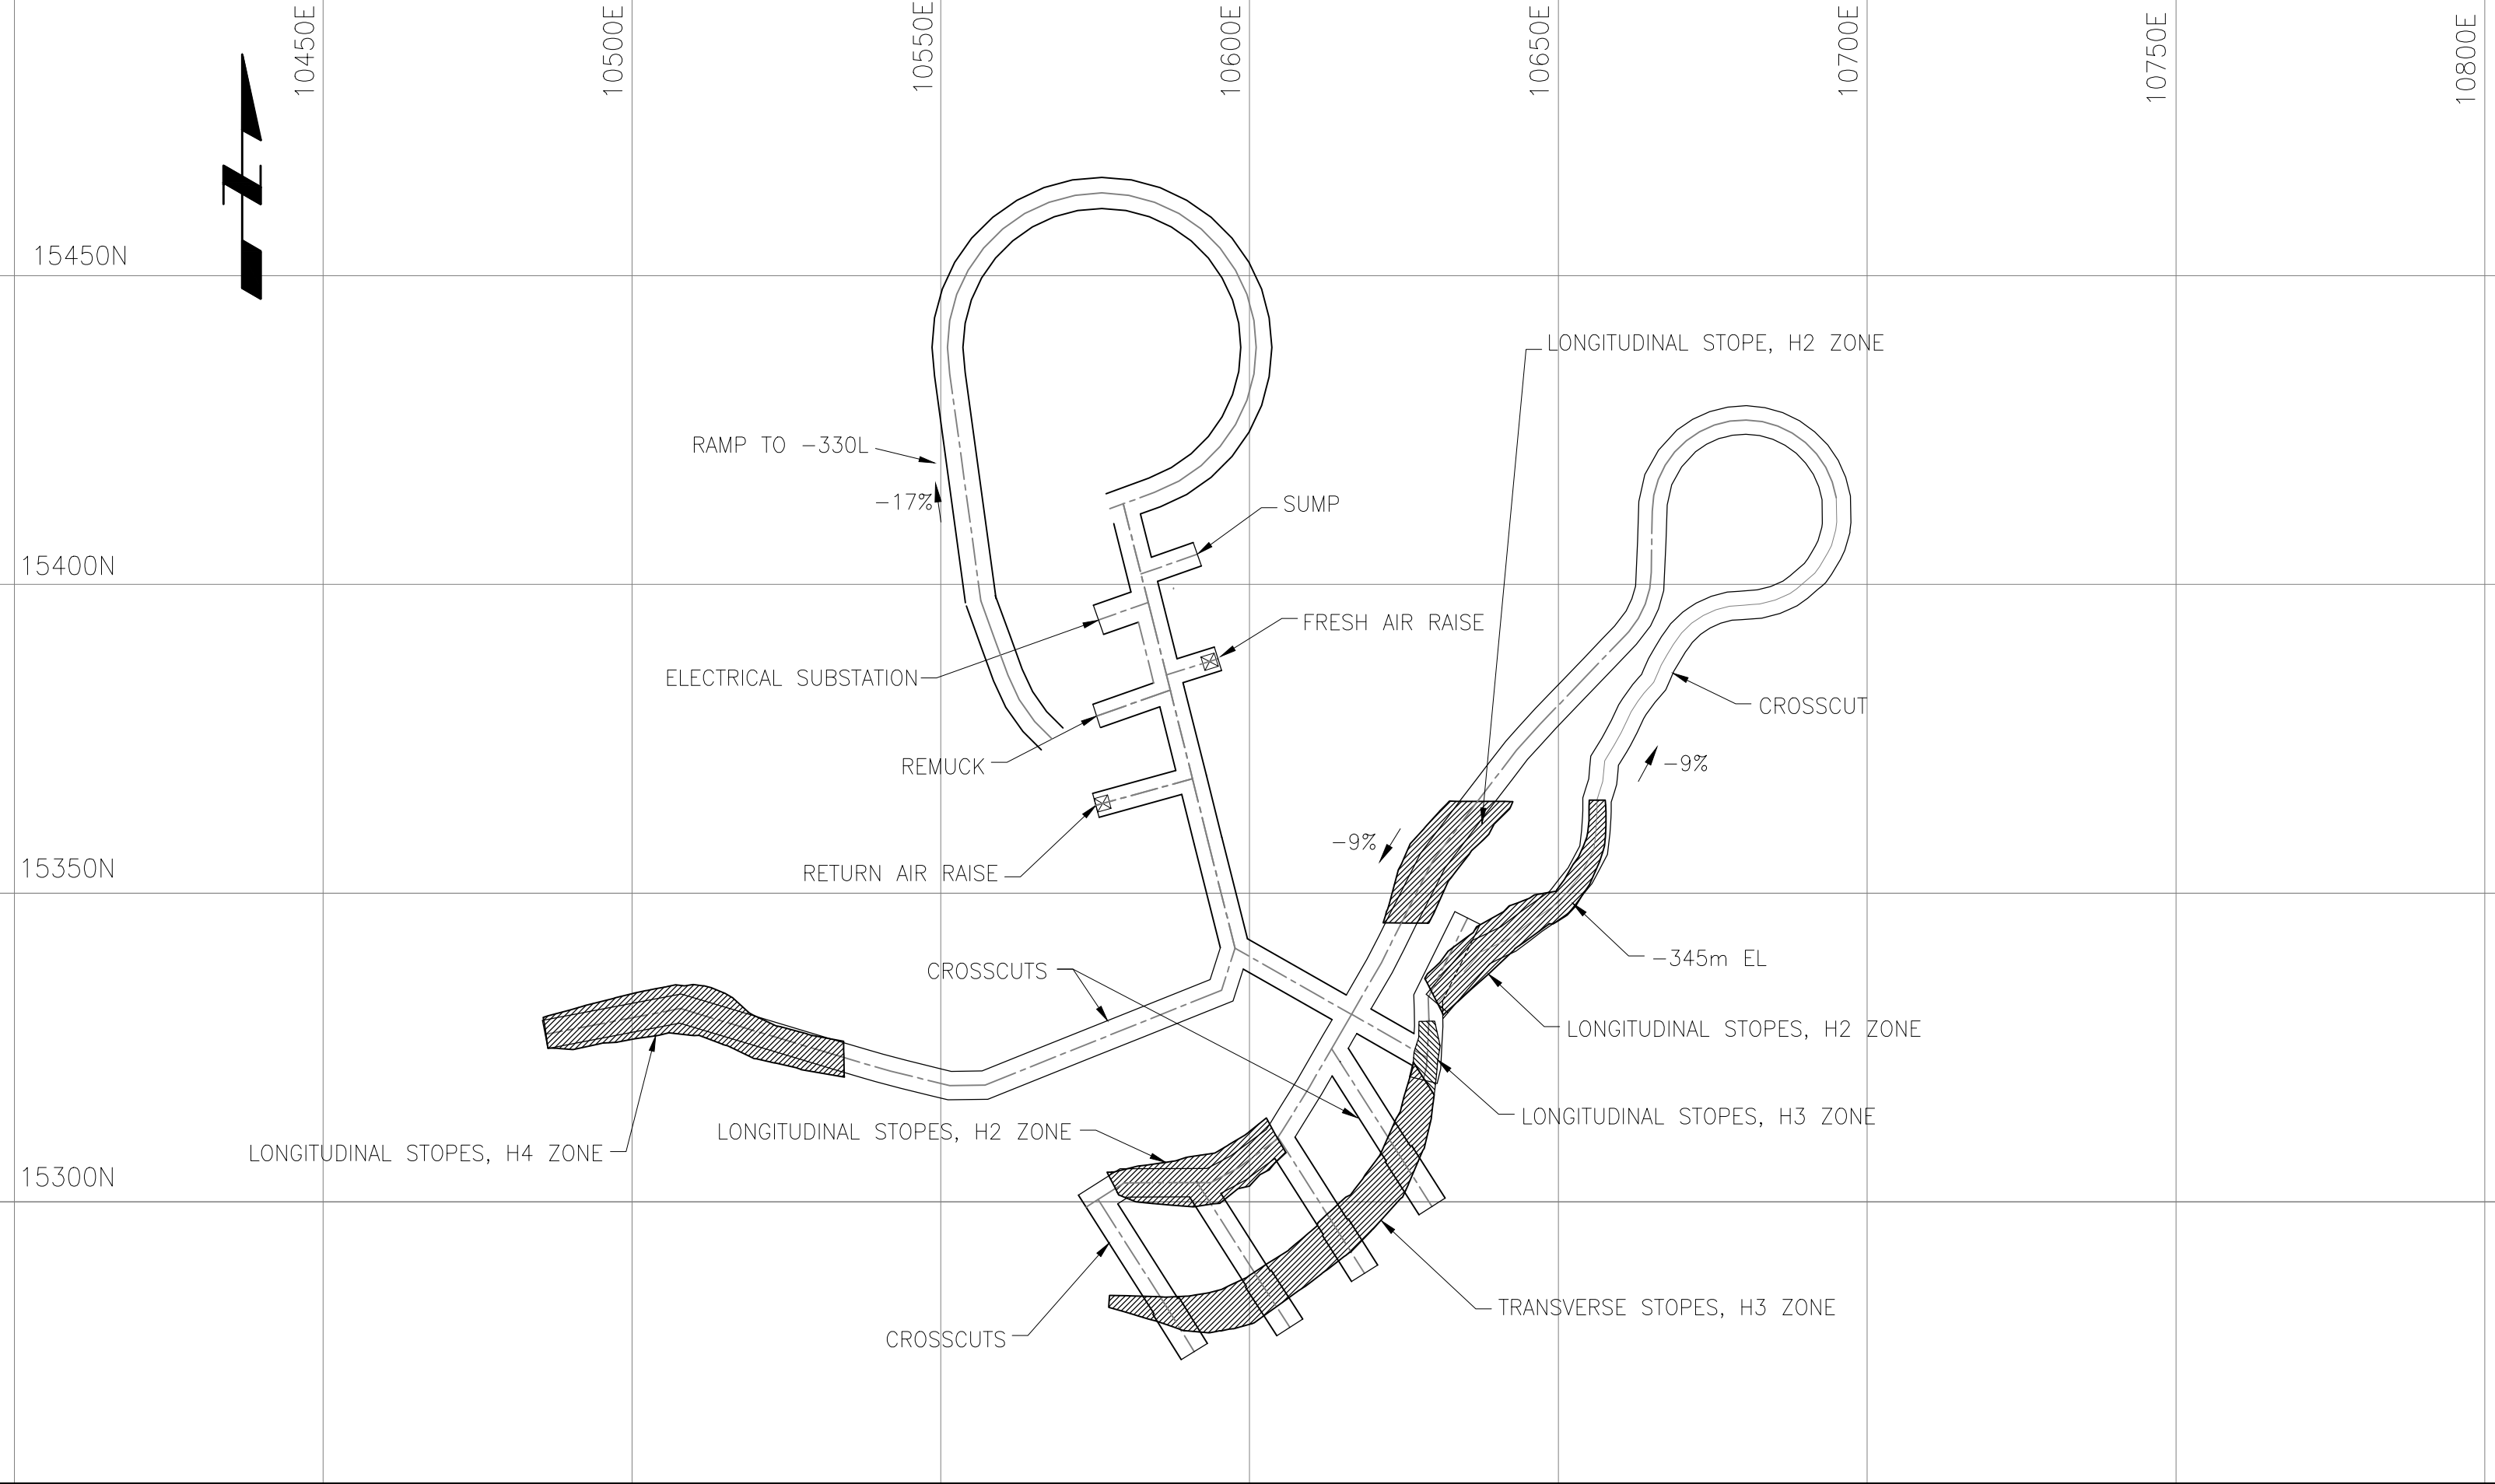 10450E
10500E
10550E
10600E
10650E
10700E
10750E
10800E
N
15450N
LONGITUDINAL STOPE, H2 ZONE
RAMP TO -330L
-17%
SUMP
15400N
FRESH AIR RAISE
ELECTRICAL SUBSTATION
CROSSCUT
REMUCK
-9%
-9%
15350N
RETURN AIR RAISE
-345m EL
CROSSCUTS
LONGITUDINAL STOPES, H2 ZONE
LONGITUDINAL STOPES, H3 ZONE
LONGITUDINAL STOPES, H2 ZONE
LONGITUDINAL STOPES, H4 ZONE
15300N
TRANSVERSE STOPES, H3 ZONE
CROSSCUTS